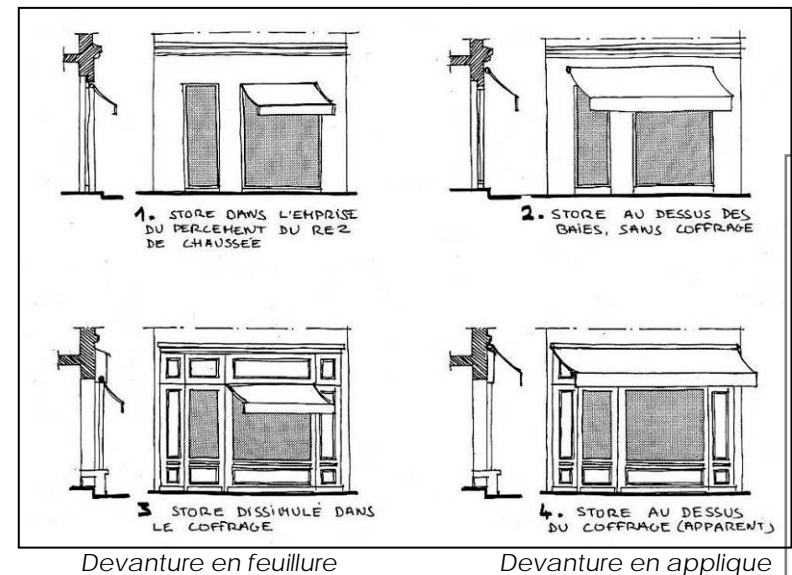 1. STORE DANS L'EMPRISE
DU PERCEMENT DU REZ
DE CHAUSSÉE
2. STORE AU DESSUS DES
BAIES, SANS COFFRAGE
3 STORE DISSIMULÉ DANS
LE COFFRAGE
4. STORE AU DESSUS
DU COFFRAGE (APPARENT)
Devanture en feuillure
Devanture en applique